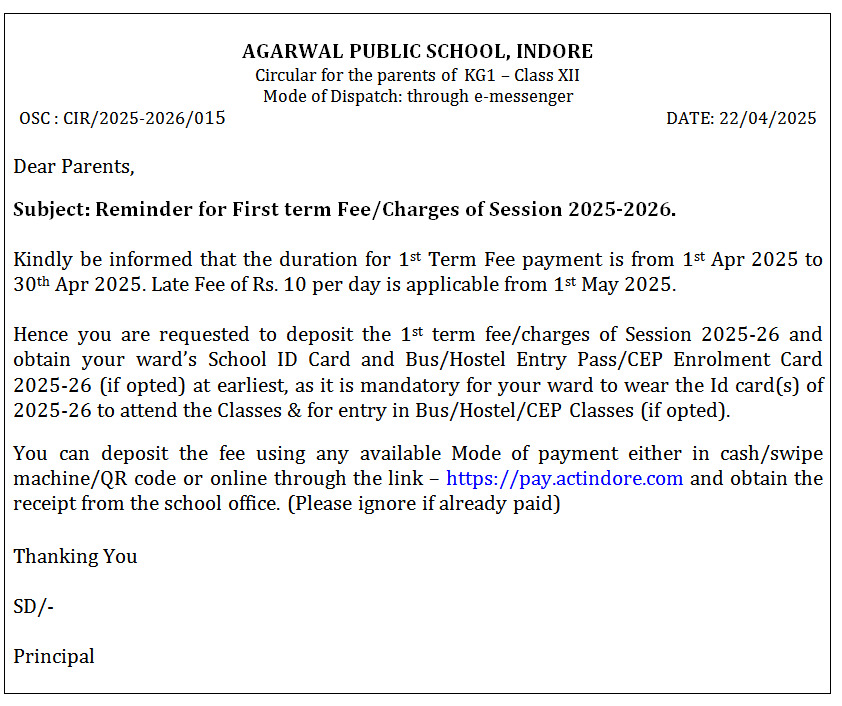 AGARWAL PUBLIC SCHOOL, INDORE
Circular for the parents of KG1 – Class XII
Mode of Dispatch: through e-messenger
OSC : CIR/2025-2026/015 DATE: 22/04/2025
Dear Parents,
Subject: Reminder for First term Fee/Charges of Session 2025-2026.
Kindly be informed that the duration for 1st Term Fee payment is from 1st Apr 2025 to
30th Apr 2025. Late Fee of Rs. 10 per day is applicable from 1st May 2025.
Hence you are requested to deposit the 1st term fee/charges of Session 2025-26 and
obtain your ward’s School ID Card and Bus/Hostel Entry Pass/CEP Enrolment Card
2025-26 (if opted) at earliest, as it is mandatory for your ward to wear the Id card(s) of
2025-26 to attend the Classes & for entry in Bus/Hostel/CEP Classes (if opted).
You can deposit the fee using any available Mode of payment either in cash/swipe
machine/QR code or online through the link – https://pay.actindore.com and obtain the
receipt from the school office. (Please ignore if already paid)
Thanking You
SD/-
Principal